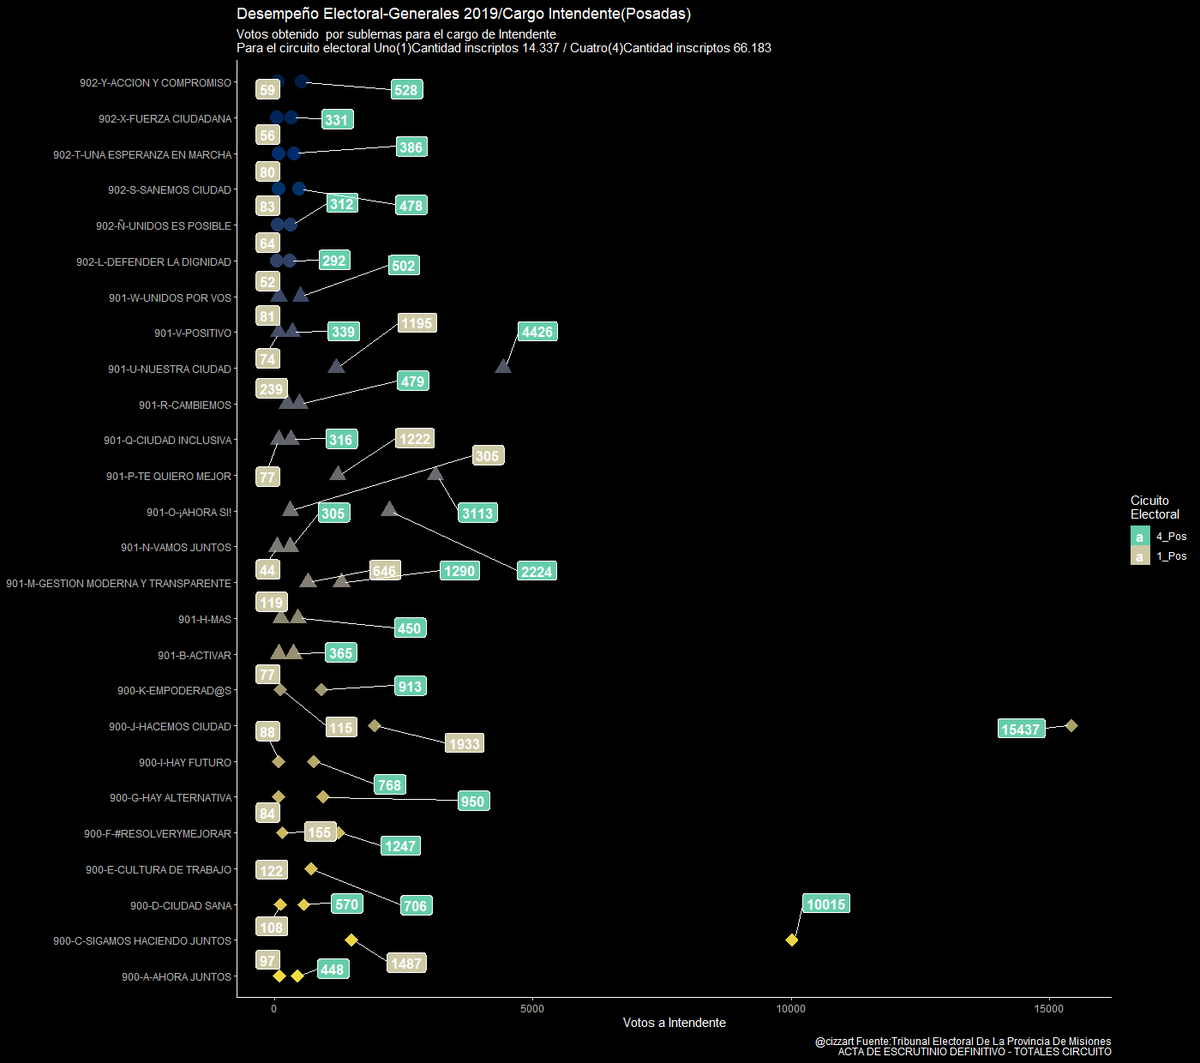 Desempeño Electoral-Generales 2019/Cargo Intendente(Posadas)
Votos obtenido  por sublemas para el cargo de Intendente
Para el circuito electoral Uno(1)Cantidad inscriptos 14.337 / Cuatro(4)Cantidad inscriptos 66.183
902-Y-ACCION Y COMPROMISO
59
528
902-X-FUERZA CIUDADANA
56
331
902-T-UNA ESPERANZA EN MARCHA
80
386
902-S-SANEMOS CIUDAD
83
478
902-Ñ-UNIDOS ES POSIBLE
64
312
902-L-DEFENDER LA DIGNIDAD
52
292
901-W-UNIDOS POR VOS
81
502
901-V-POSITIVO
74
339
901-U-NUESTRA CIUDAD
1195
4426
901-R-CAMBIEMOS
239
479
901-Q-CIUDAD INCLUSIVA
77
316
901-P-TE QUIERO MEJOR
1222
3113
901-O-¡AHORA SI!
305
2224
901-N-VAMOS JUNTOS
44
305
901-M-GESTION MODERNA Y TRANSPARENTE
646
1290
901-H-MAS
119
450
901-B-ACTIVAR
77
365
900-K-EMPODERAD@S
115
913
900-J-HACEMOS CIUDAD
1933
15437
900-I-HAY FUTURO
88
768
900-G-HAY ALTERNATIVA
84
950
900-F-#RESOLVERYMEJORAR
155
1247
900-E-CULTURA DE TRABAJO
122
706
900-D-CIUDAD SANA
108
570
900-C-SIGAMOS HACIENDO JUNTOS
1487
10015
900-A-AHORA JUNTOS
97
448
0
5000
10000
15000
Votos a Intendente
Cicuito
Electoral
a 4_Pos
a 1_Pos
@cizzart Fuente:Tribunal Electoral De La Provincia De Misiones
ACTA DE ESCRUTINIO DEFINITIVO - TOTALES CIRCUITO